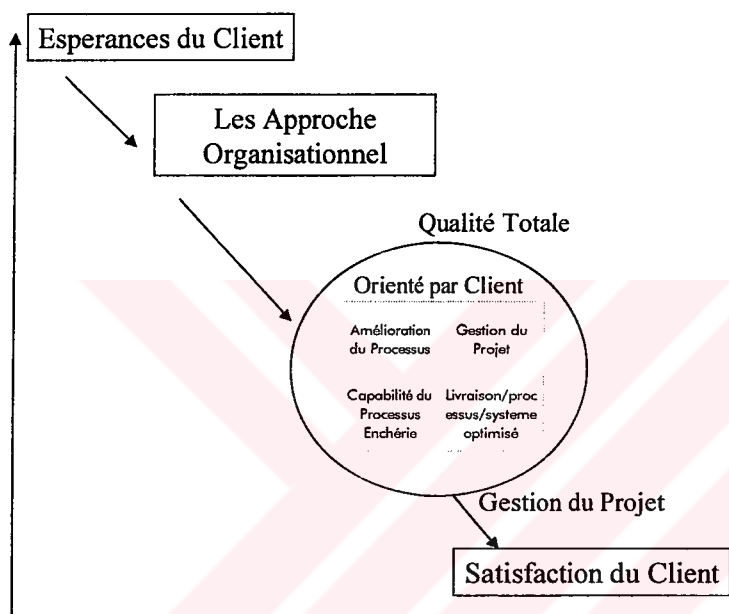 Esperances du Client
Les Approche
Organisationnel
Qualité Totale
Orienté par Client
Amélioration
du Processus
Gestion du
Projet
Capabilité du
Processus
Enchérie
Livraison/proc
essus/systeme
optimisé
Gestion du Projet
Satisfaction du Client